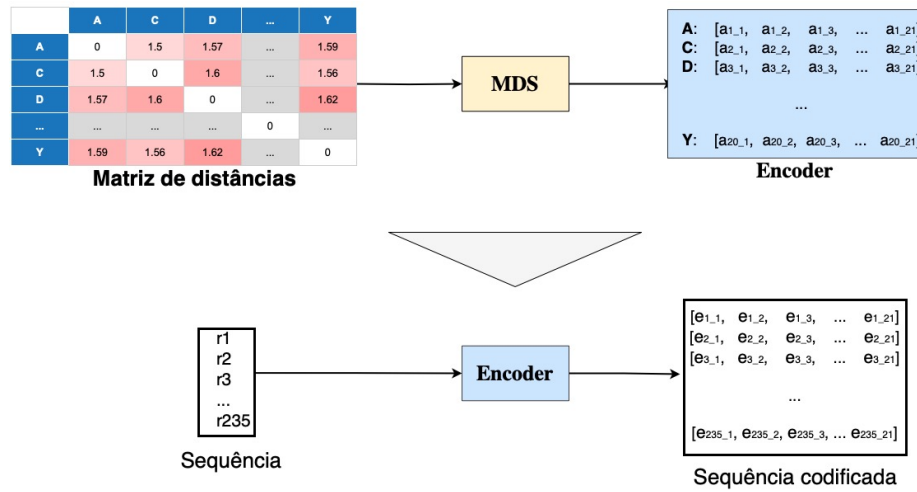 A C D ... Y
A 0 1.5 1.57 ... 1.59
C 1.5 0 1.6 ... 1.56
D 1.57 1.6 0 ... 1.62
... ... ... ... 0 ...
Y 1.59 1.56 1.62 ... 0
Matriz de distâncias
MDS
A: [a1_1, a1_2, a1_3, ... a1_21]
C: [a2_1, a2_2, a2_3, ... a2_21]
D: [a3_1, a3_2, a3_3, ... a3_21]
...
Y: [a20_1, a20_2, a20_3, ... a20_21]
Encoder
r1
r2
r3
...
r235
Sequência
Encoder
[e1_1, e1_2, e1_3, ... e1_21]
[e2_1, e2_2, e2_3, ... e2_21]
[e3_1, e3_2, e3_3, ... e3_21]
...
[e235_1, e235_2, e235_3, ... e235_21]
Sequência codificada